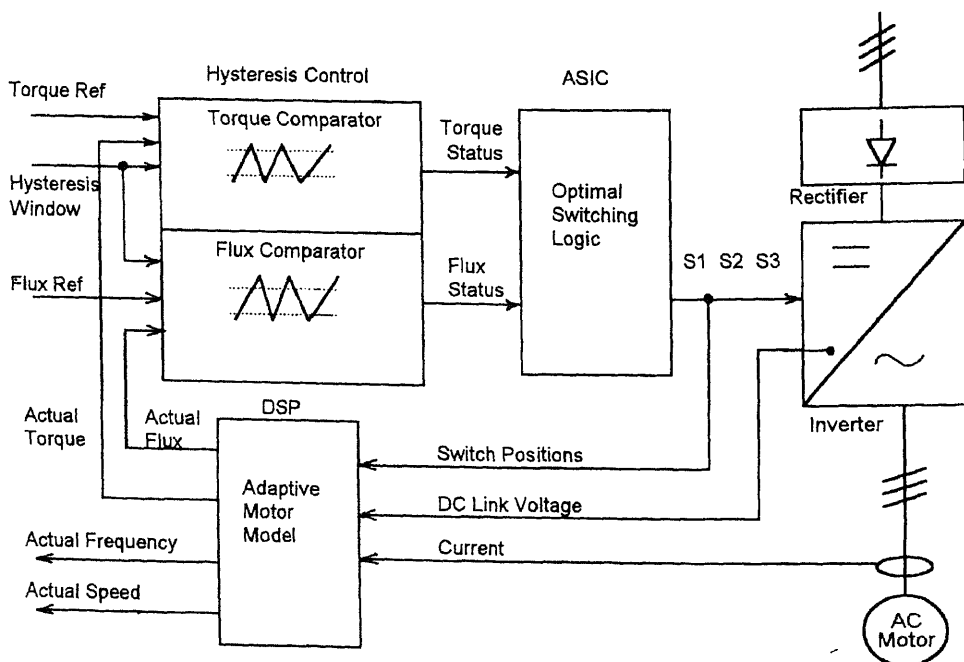 Hysteresis Control
ASIC
Torque Ref
Torque Comparator
Torque
Status
Hysteresis
Window
Optimal
Switching
Logic
Rectifier
Flux Comparator
Flux
Status
Flux Ref
S1 S2 S3
Inverter
Actual
Torque
Actual
Flux
DSP
Switch Positions
Adaptive
Motor
Model
DC Link Voltage
Actual Frequency
Current
Actual Speed
AC
Motor